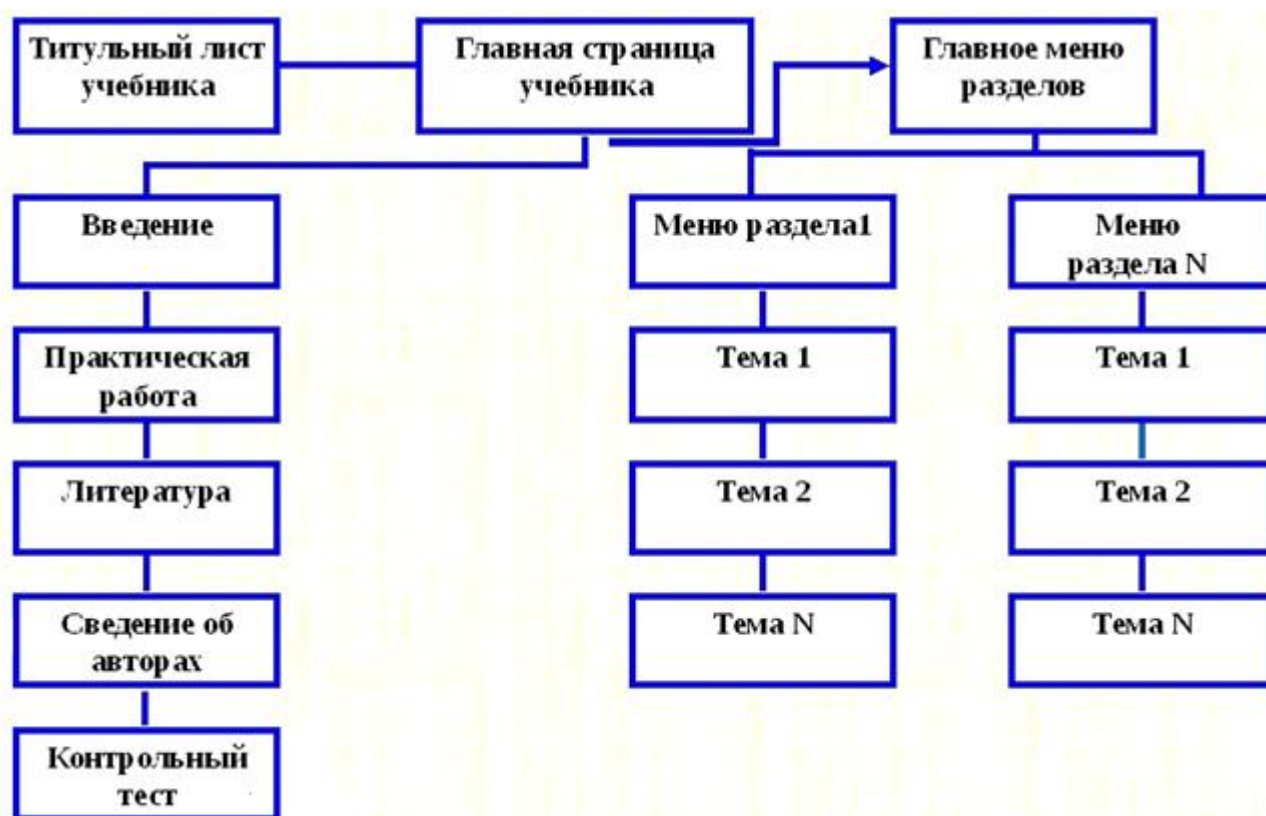 Титульный лист
учебника
Главная страница
учебника
Главное меню
разделов
Введение
Меню раздела1
Меню
раздела N
Практическая
работа
Тема 1
Тема 1
Литература
Тема 2
Тема 2
Сведение об
авторах
Тема N
Тема N
Контрольный
тест